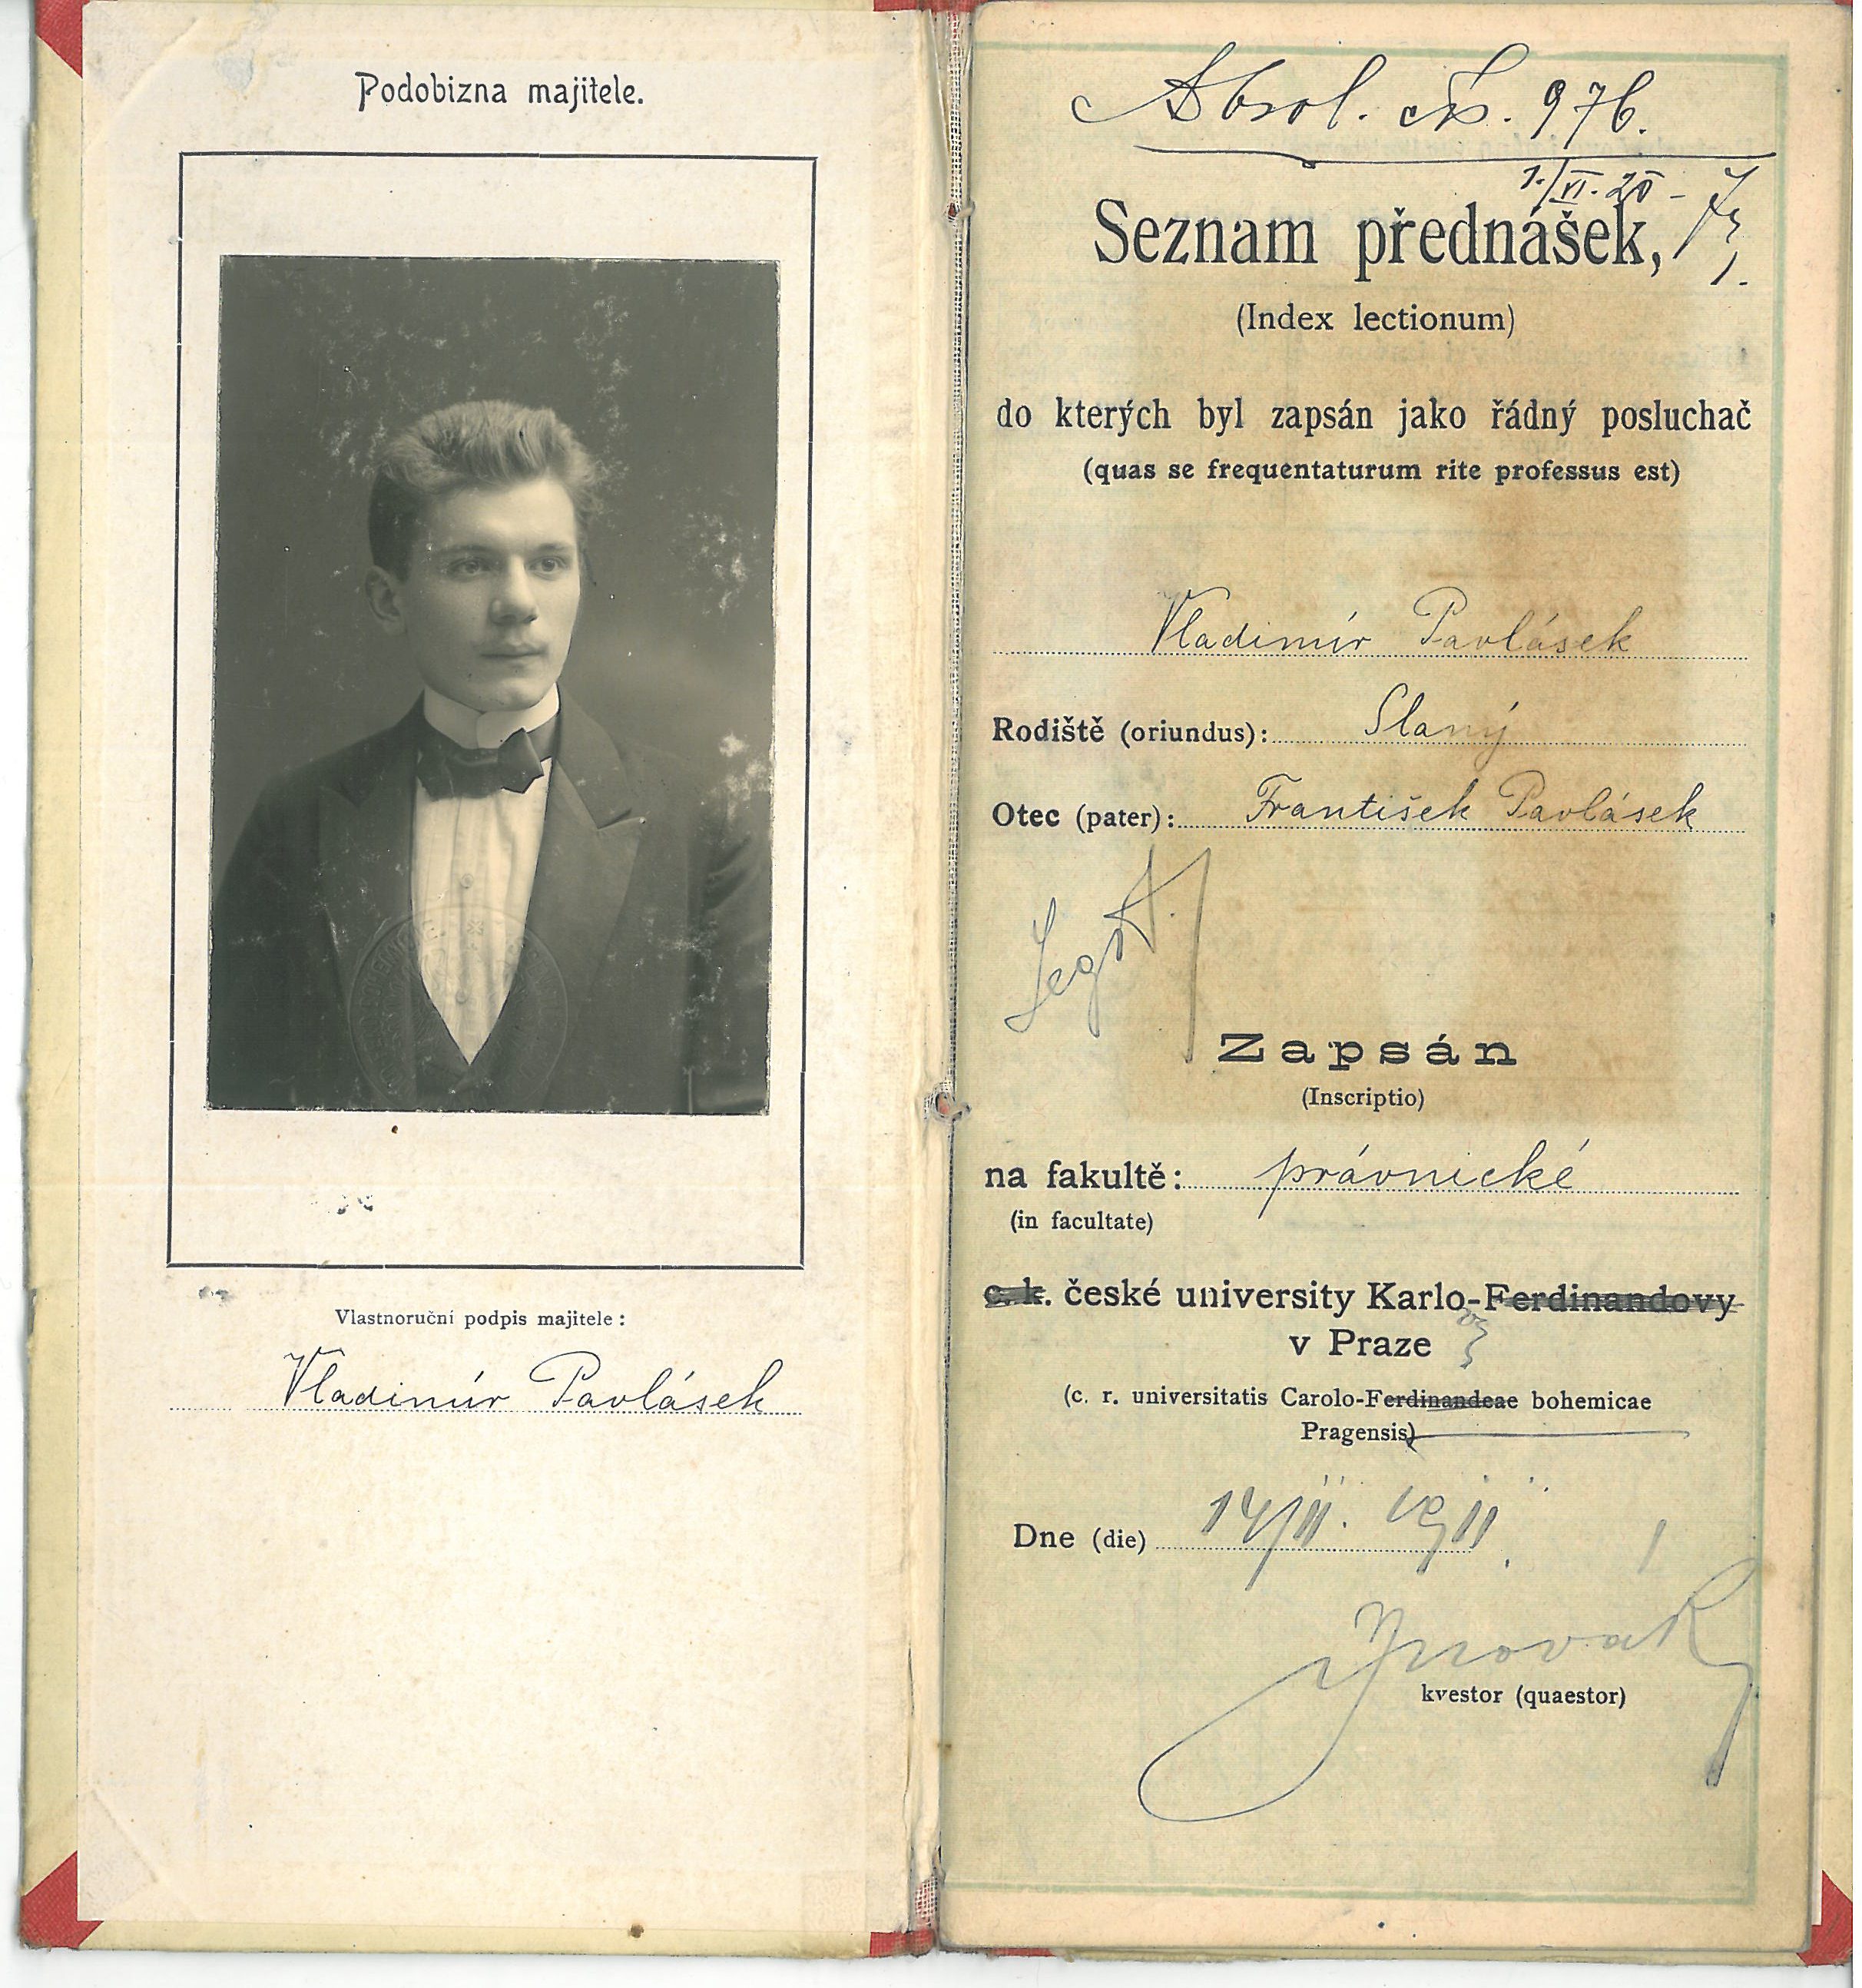 Podobizna majitele.
Vlastnoruční podpis majitele:
Vladimír Pavlásek
Absol. čís. 976.
1./VI. 20 -
Seznam přednášek,
(Index lectionum)
do kterých byl zapsán jako řádný posluchač
(quas se frequentaturum rite professus est)
Vladimír Pavlásek
Rodiště (oriundus): Slaný
Otec (pater): František Pavlásek
Zapsán
(Inscriptio)
na fakultě: právnické
(in facultate)
c. k. české university Karlo-Ferdinandovy
v Praze
(c. r. universitatis Carolo-Ferdinandeae bohemicae
Pragensis)
Dne (die) 14/II. 1911
Novák
kvestor (quaestor)